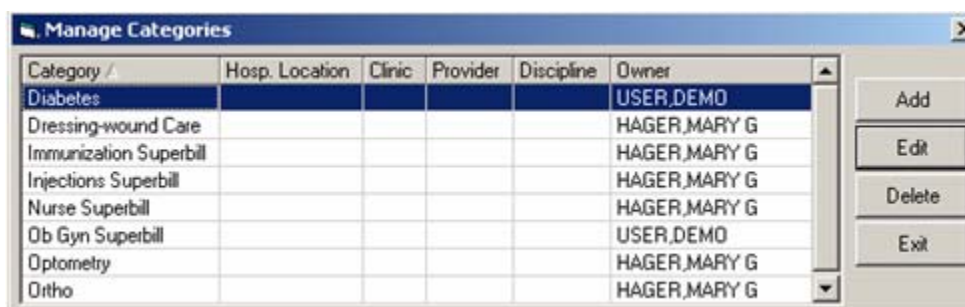 Manage Categories
Category Hosp. Location Clinic Provider Discipline Owner
Diabetes USER,DEMO
Dressing-wound Care HAGER,MARY G
Immunization Superbill HAGER,MARY G
Injections Superbill HAGER,MARY G
Nurse Superbill HAGER,MARY G
Ob Gyn Superbill USER,DEMO
Optometry HAGER,MARY G
Ortho HAGER,MARY G
Add
Edit
Delete
Exit